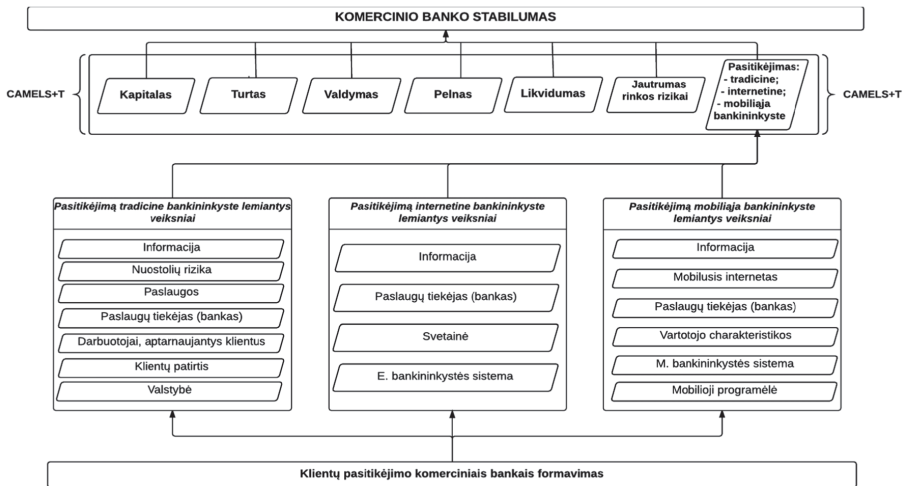 KOMERCINIO BANKO STABILUMAS
CAMELS+T
Kapitalas
Turtas
Valdymas
Pelnas
Likvidumas
Jautrumas
rinkos rizikai
Pasitikėjimas:
- tradicine;
- internetine;
- mobiliąja
bankininkyste
CAMELS+T
Pasitikėjimą tradicine bankininkyste lemiantys
veiksniai
Informacija
Nuostolių rizika
Paslaugos
Paslaugų tiekėjas (bankas)
Darbuotojai, aptarnaujantys klientus
Klientų patirtis
Valstybė
Pasitikėjimą internetine bankininkyste
lemiantys veiksniai
Informacija
Paslaugų tiekėjas (bankas)
Svetainė
E. bankininkystės sistema
Pasitikėjimą mobiliąja bankininkyste
lemiantys veiksniai
Informacija
Mobilusis internetas
Paslaugų tiekėjas (bankas)
Vartotojo charakteristikos
M. bankininkystės sistema
Mobilioji programėlė
Klientų pasitikėjimo komerciniais bankais formavimas